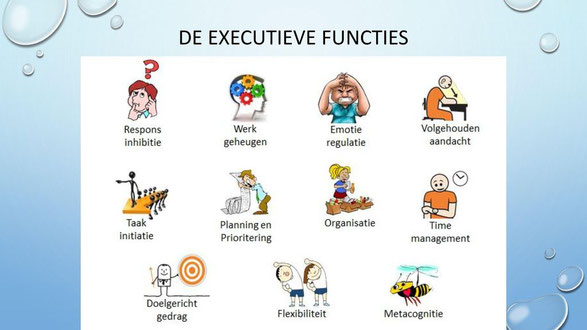 DE EXECUTIEVE FUNCTIES
Respons
inhibitie
Werk
geheugen
Emotie
regulatie
Volgehouden
aandacht
Taak
initiatie
Planning en
Prioritering
Organisatie
Time
management
Doelgericht
gedrag
Flexibiliteit
Metacognitie